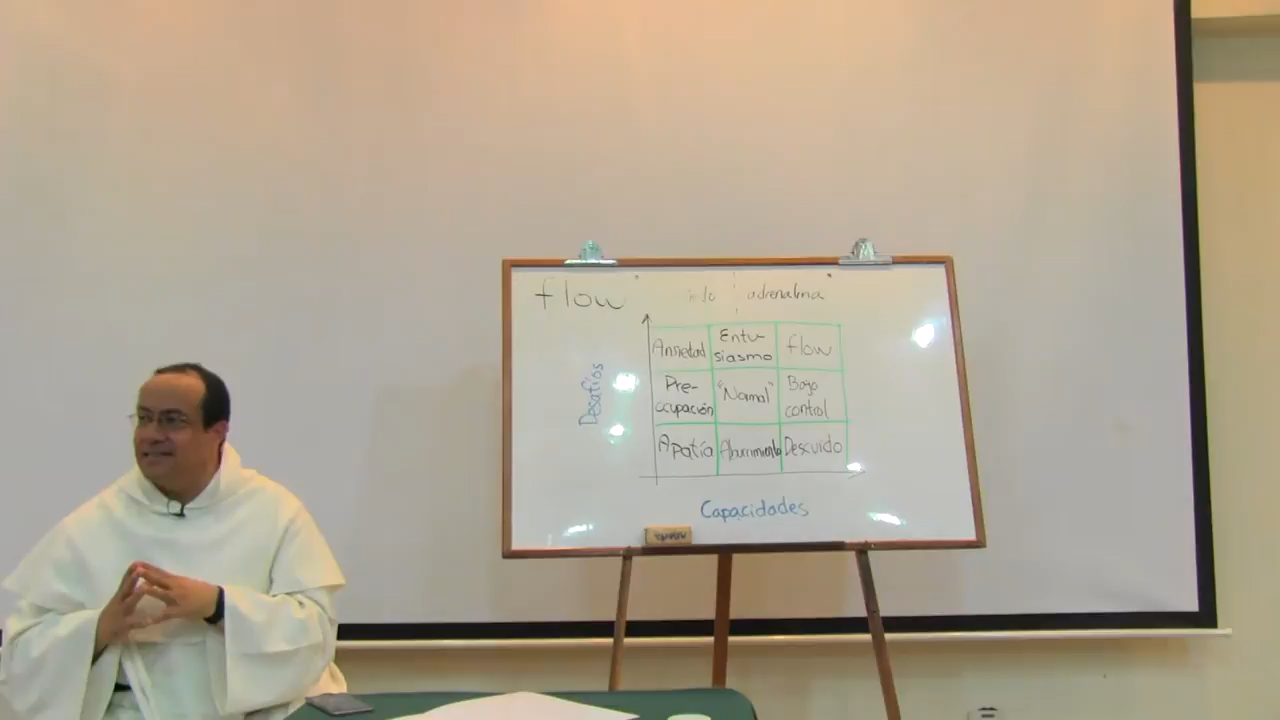 flow
adrenalina
Ansiedad
Entu-
siasmo
flow
Desafíos
Pre-
ocupación
"Normal"
Bajo
control
Apatía
Aburrimiento
Descuido
Capacidades